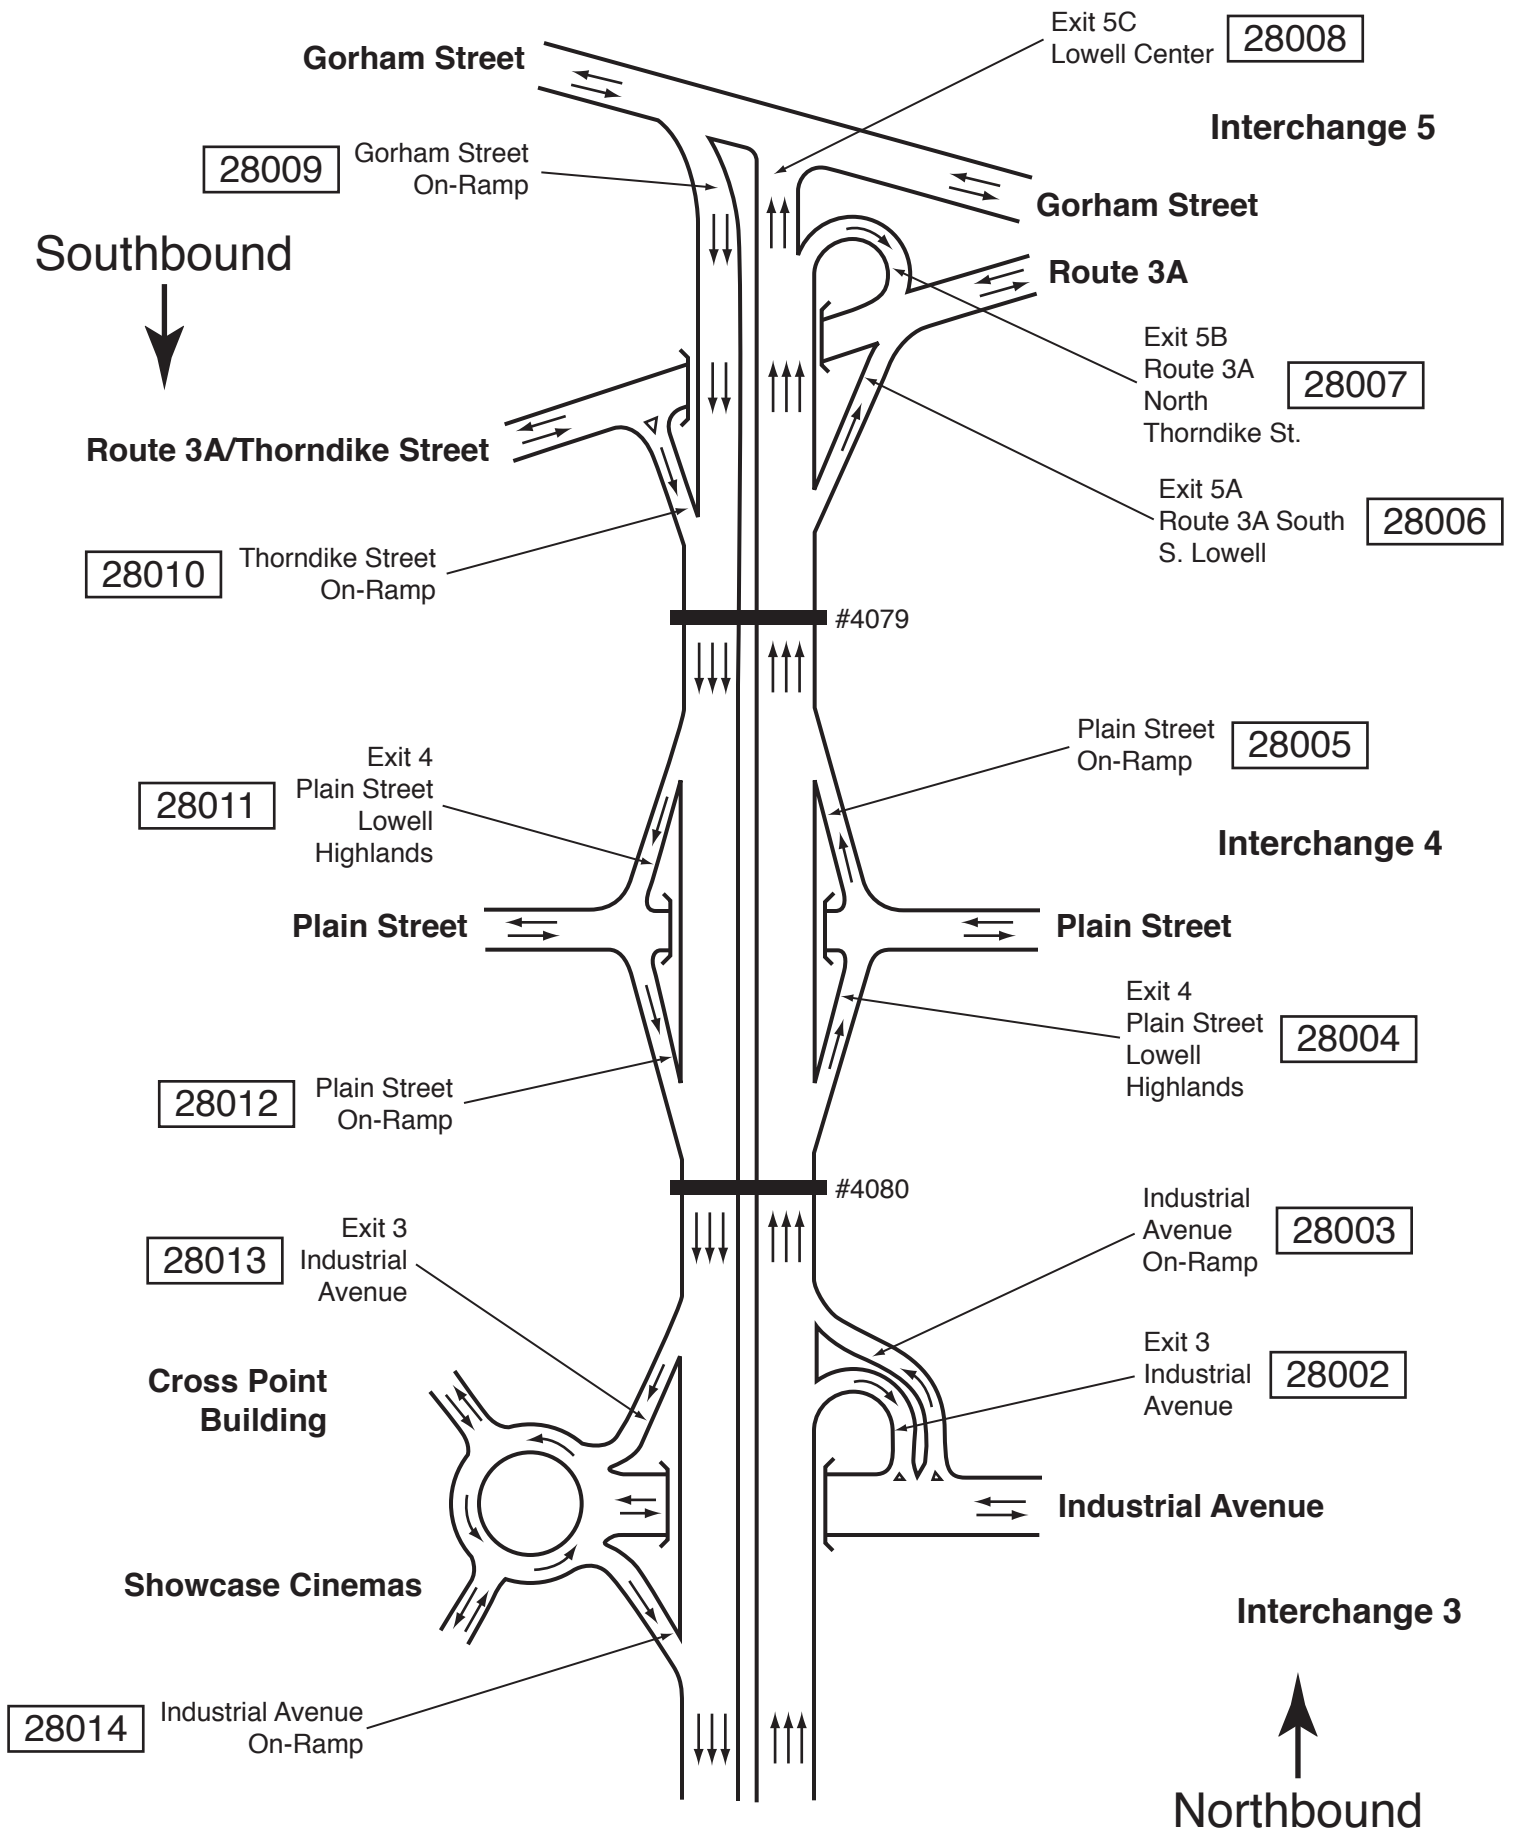 Exit 5C
Lowell Center
28008
Gorham Street
Interchange 5
28009
Gorham Street
On-Ramp
Gorham Street
Southbound
Route 3A
Exit 5B
Route 3A
North
Thorndike St.
28007
Route 3A/Thorndike Street
Exit 5A
Route 3A South
S. Lowell
28006
28010
Thorndike Street
On-Ramp
#4079
Plain Street
On-Ramp
28005
28011
Exit 4
Plain Street
Lowell
Highlands
Interchange 4
Plain Street
Plain Street
Exit 4
Plain Street
Lowell
Highlands
28004
28012
Plain Street
On-Ramp
#4080
Industrial
Avenue
On-Ramp
28003
28013
Exit 3
Industrial
Avenue
Exit 3
Industrial
Avenue
28002
Cross Point
Building
Industrial Avenue
Showcase Cinemas
Interchange 3
28014
Industrial Avenue
On-Ramp
Northbound